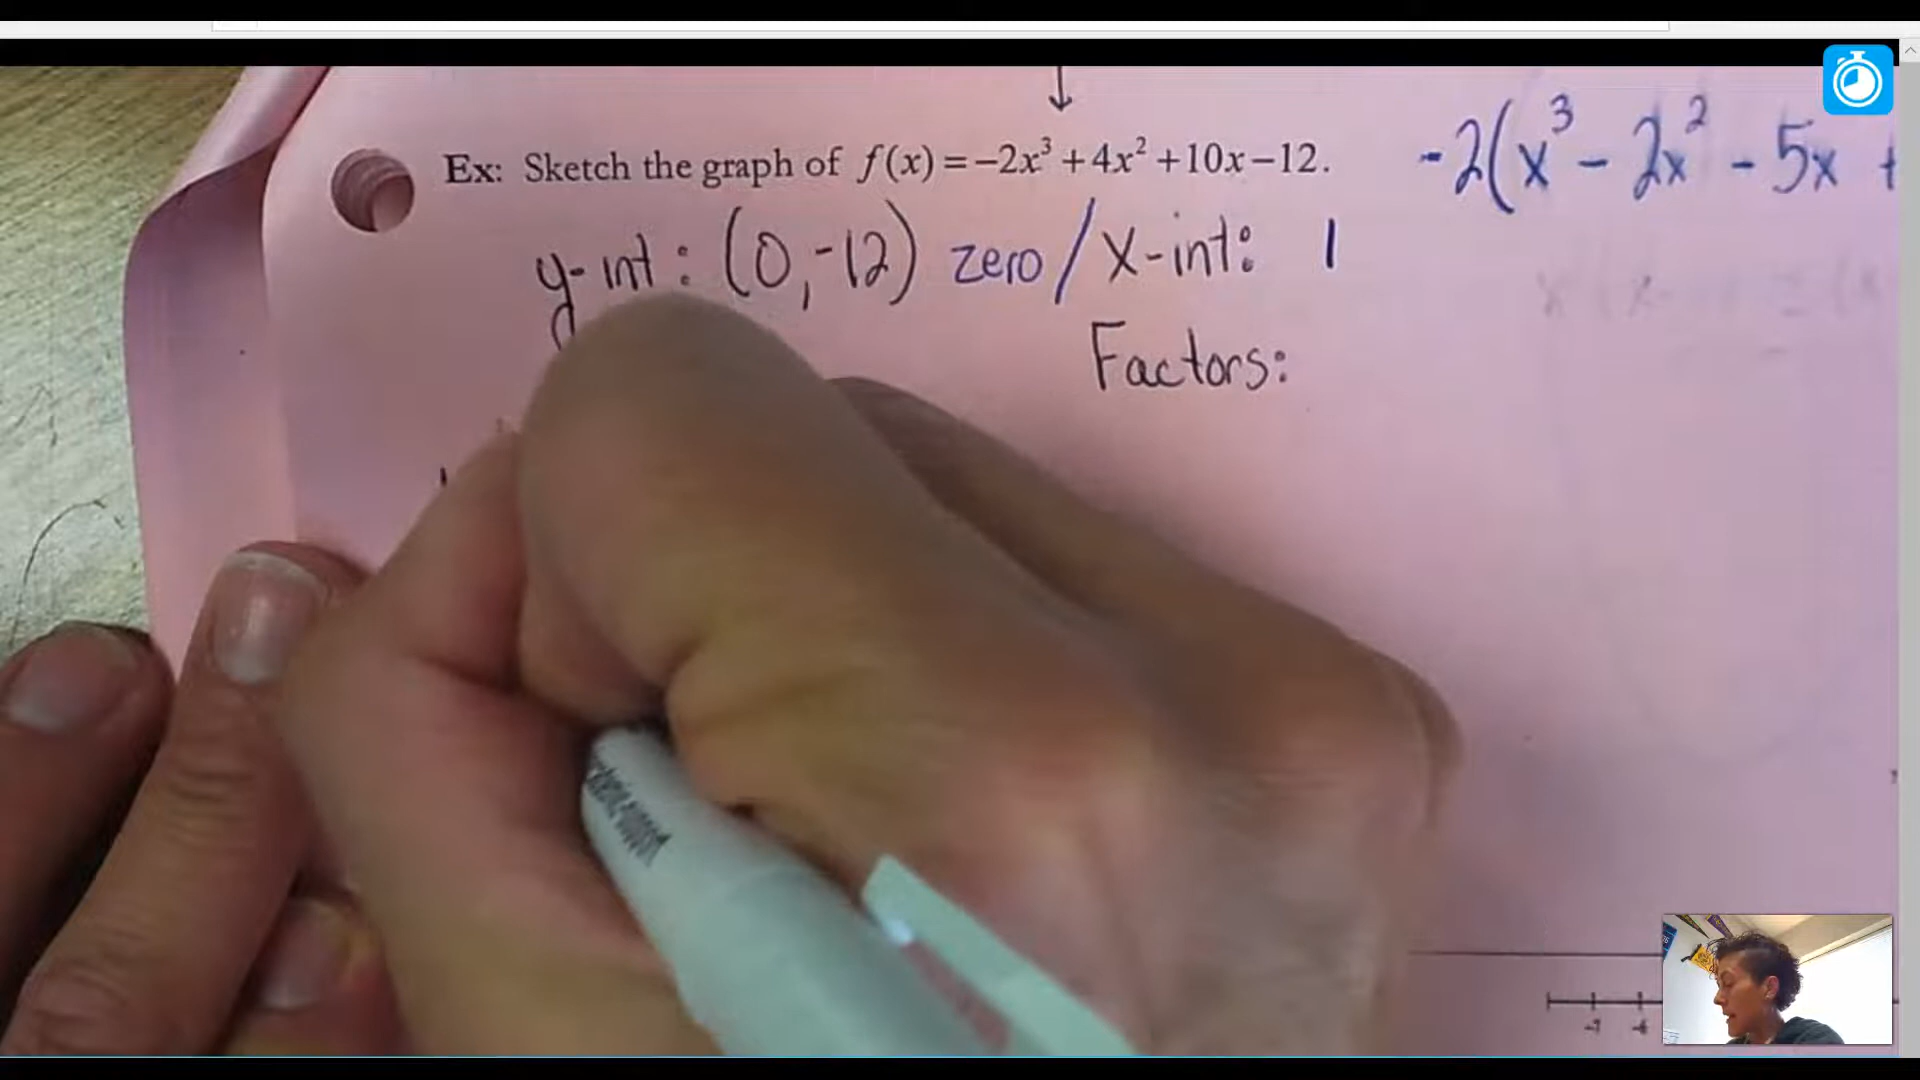 Ex: Sketch the graph of f(x)=−2x³+4x²+10x−12.
-2(x³ - 2x² - 5x +
y-int: (0,-12) zero/x-int: 1
Factors: